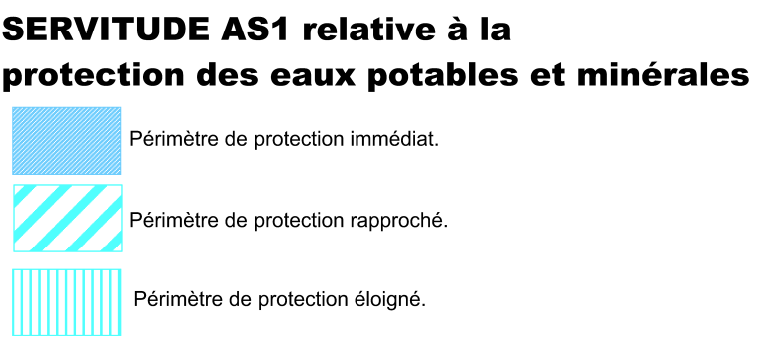 SERVITUDE AS1 relative à la
protection des eaux potables et minérales
Périmètre de protection immédiat.
Périmètre de protection rapproché.
Périmètre de protection éloigné.